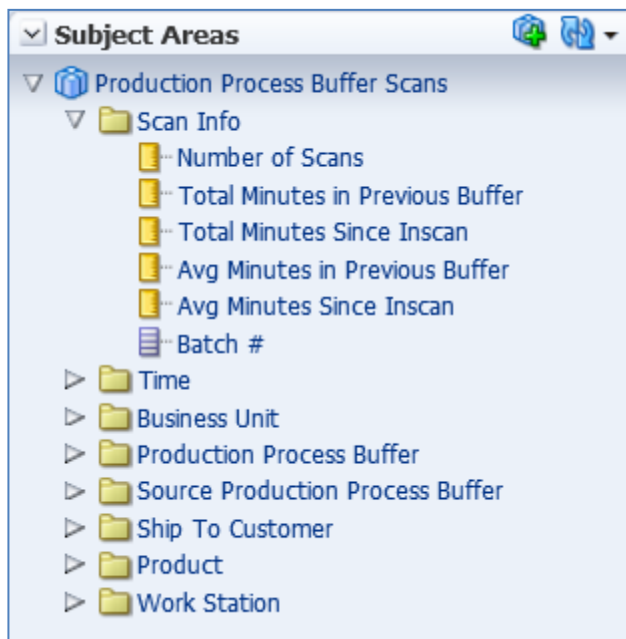 Subject Areas
Production Process Buffer Scans
Scan Info
Number of Scans
Total Minutes in Previous Buffer
Total Minutes Since Inscan
Avg Minutes in Previous Buffer
Avg Minutes Since Inscan
Batch #
Time
Business Unit
Production Process Buffer
Source Production Process Buffer
Ship To Customer
Product
Work Station